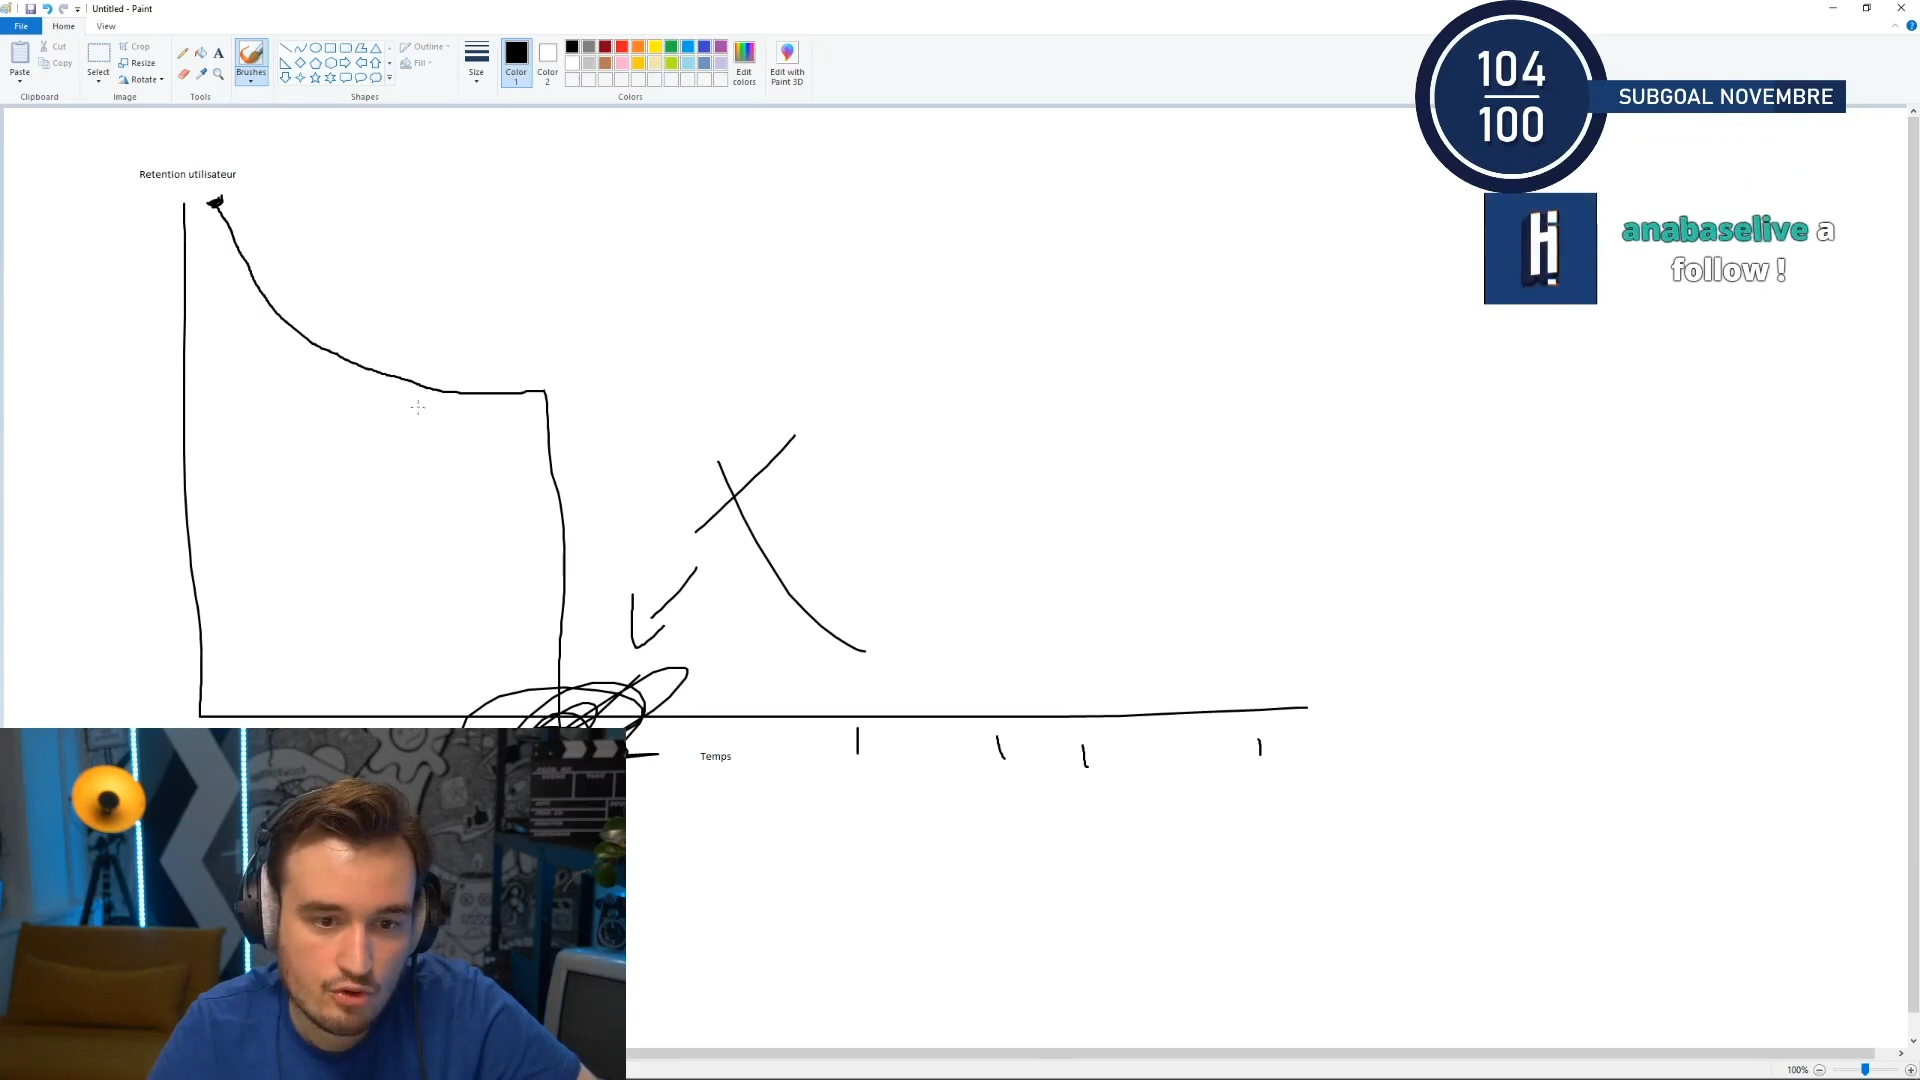 Untitled - Paint
File
Home
View
Paste
Cut
Copy
Clipboard
Select
Crop
Resize
Rotate
Image
Tools
Brushes
Shapes
Outline
Fill
Size
Color
1
Color
2
Edit
colors
Edit with
Paint 3D
Colors
104
100
SUBGOAL NOVEMBRE
anabaselive a
follow !
Retention utilisateur
Temps
100%